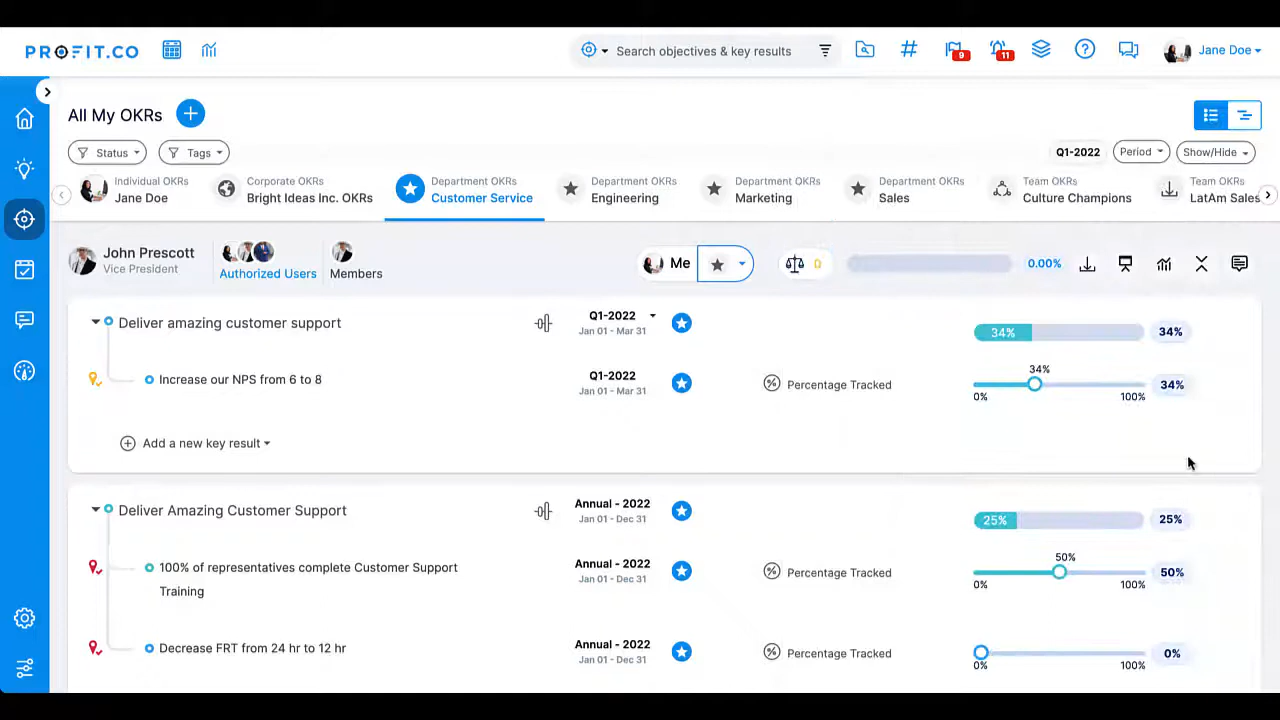 PROFIT.CO
Search objectives & key results
9
11
Jane Doe
All My OKRs
Status
Tags
Q1-2022
Period
Show/Hide
Individual OKRs
Jane Doe
Corporate OKRs
Bright Ideas Inc. OKRs
Department OKRs
Customer Service
Department OKRs
Engineering
Department OKRs
Marketing
Department OKRs
Sales
Team OKRs
Culture Champions
Team OKRs
LatAm Sales
John Prescott
Vice President
Authorized Users
Members
Me
0
0.00%
Deliver amazing customer support
Q1-2022
Jan 01 - Mar 31
34%
34%
Increase our NPS from 6 to 8
Q1-2022
Jan 01 - Mar 31
Percentage Tracked
34%
0%
100%
34%
Add a new key result
Deliver Amazing Customer Support
Annual - 2022
Jan 01 - Dec 31
25%
25%
100% of representatives complete Customer Support
Training
Annual - 2022
Jan 01 - Dec 31
Percentage Tracked
50%
0%
100%
50%
Decrease FRT from 24 hr to 12 hr
Annual - 2022
Jan 01 - Dec 31
Percentage Tracked
0%
100%
0%